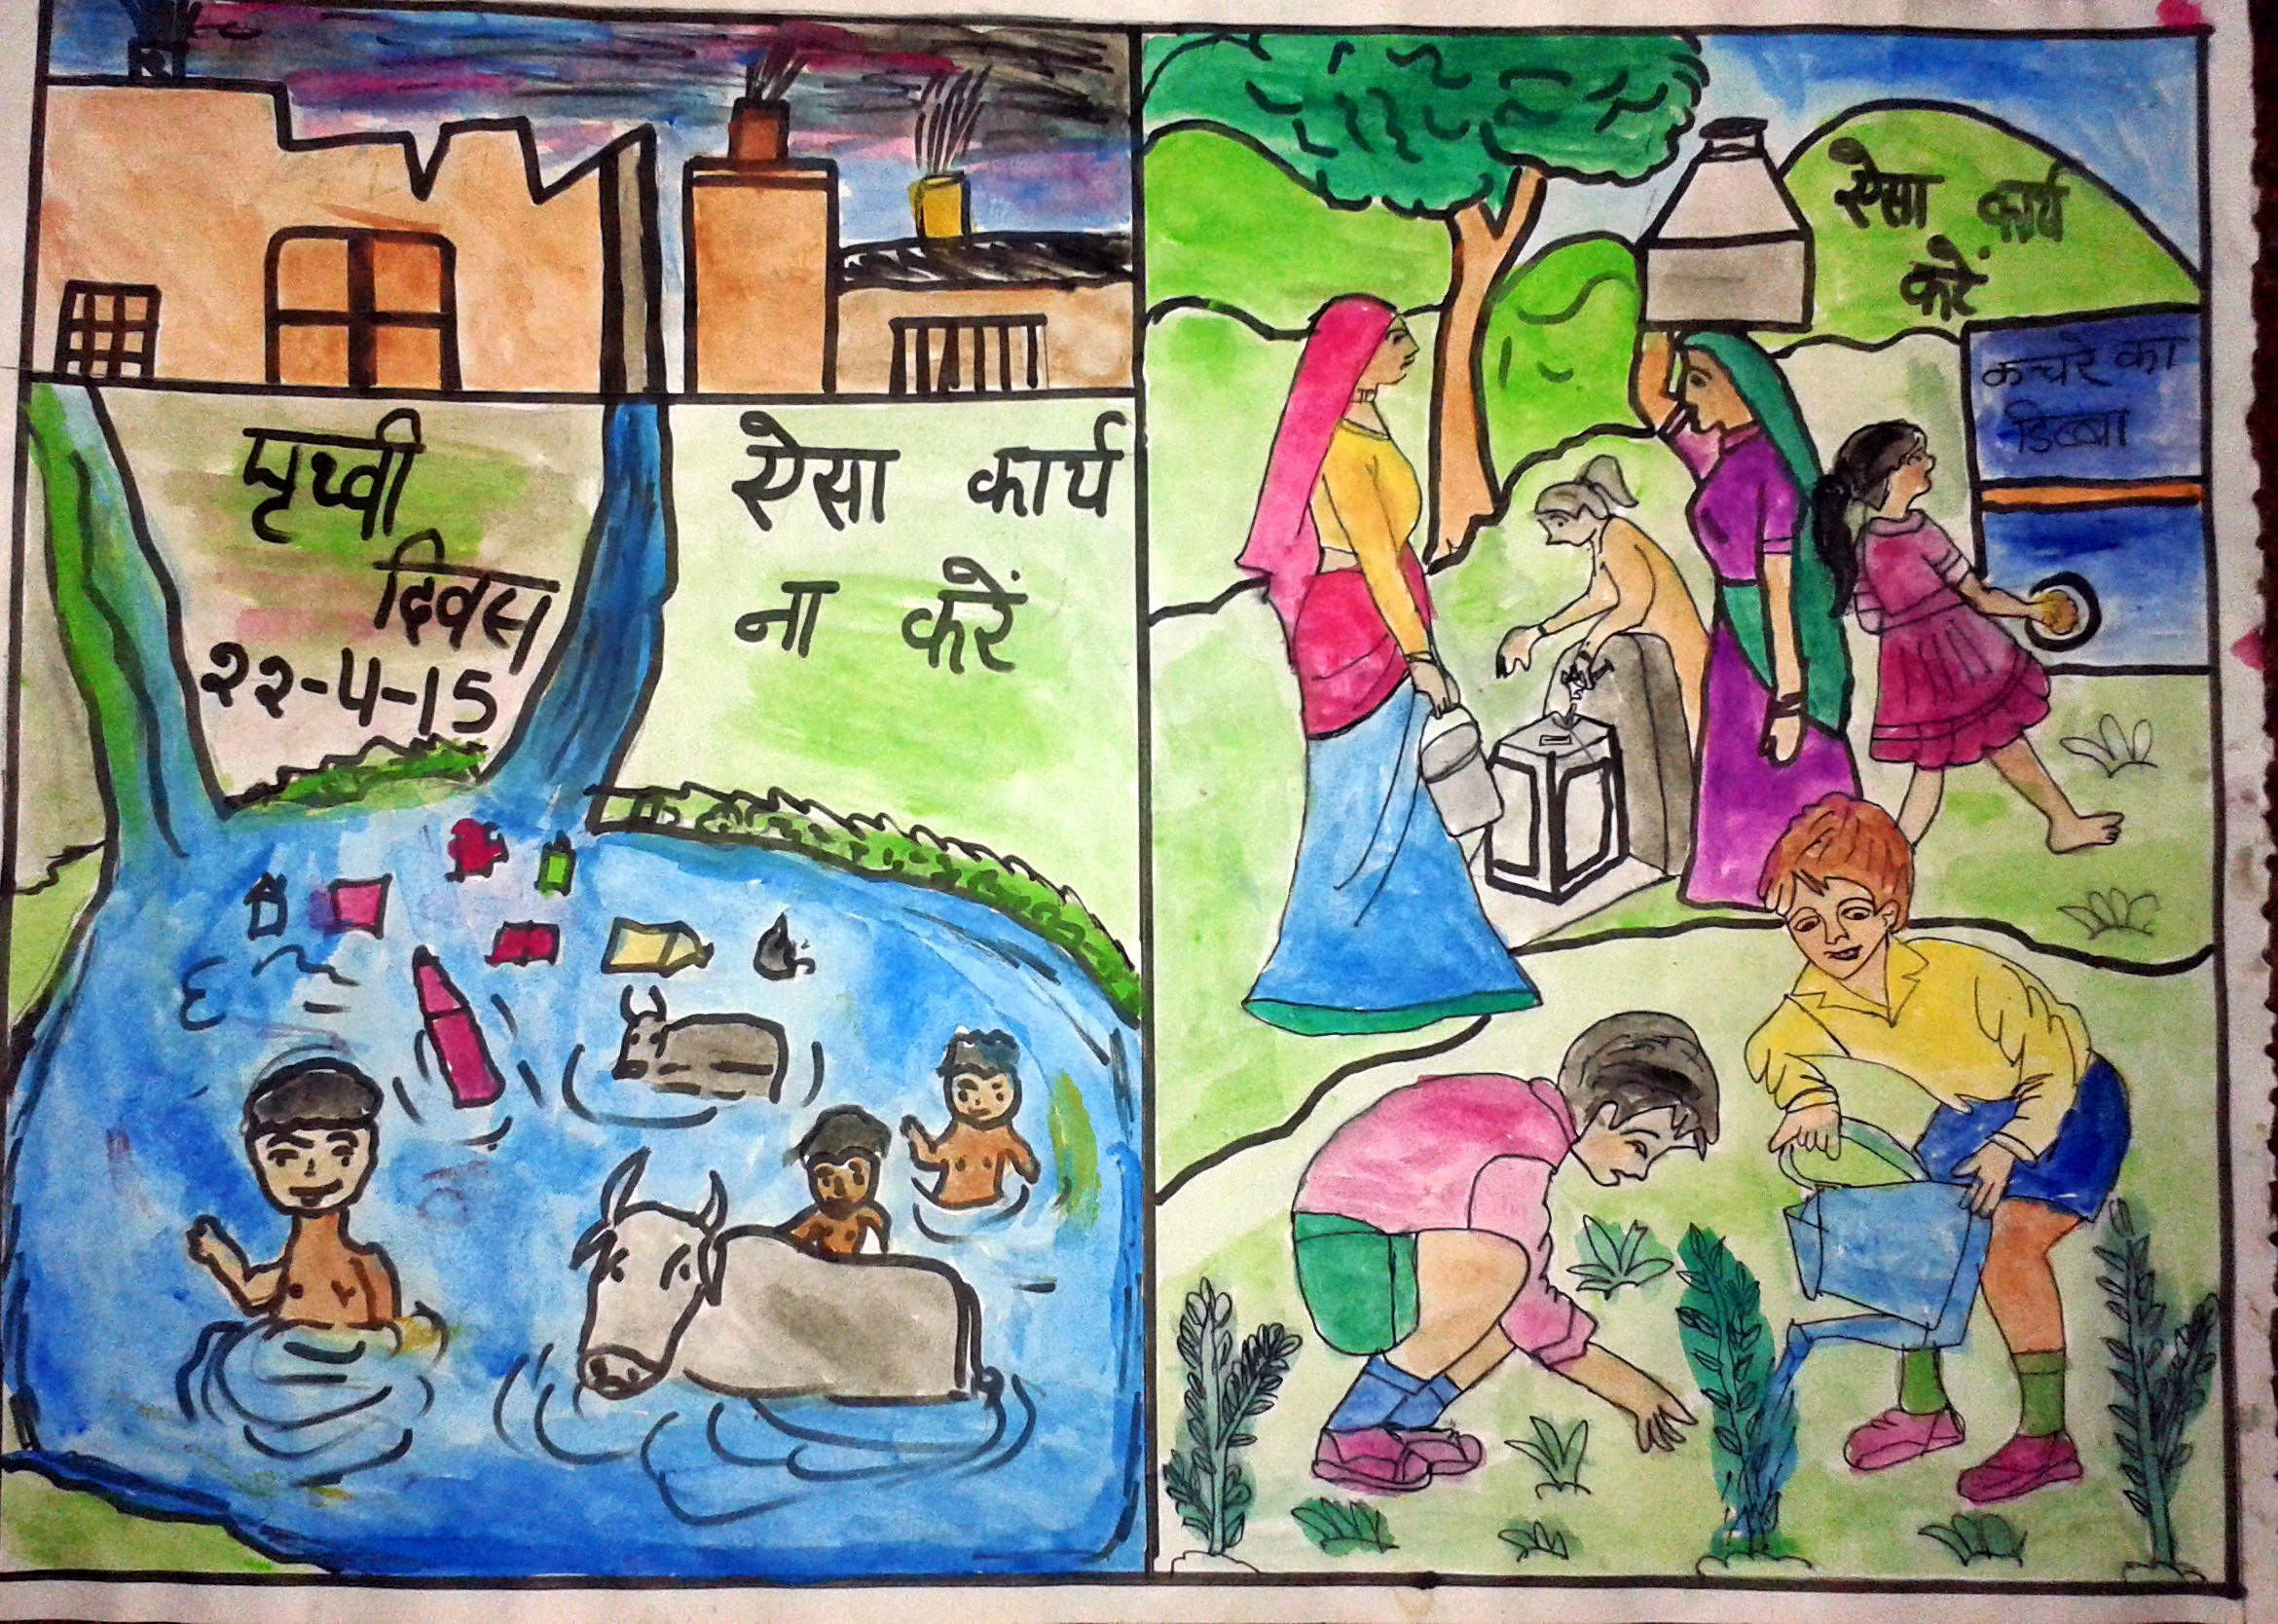 पृथ्वी
दिवस
२२-4-15
ऐसा कार्य
ना करें
ऐसा कार्य
करें
कचरे का
डिब्बा